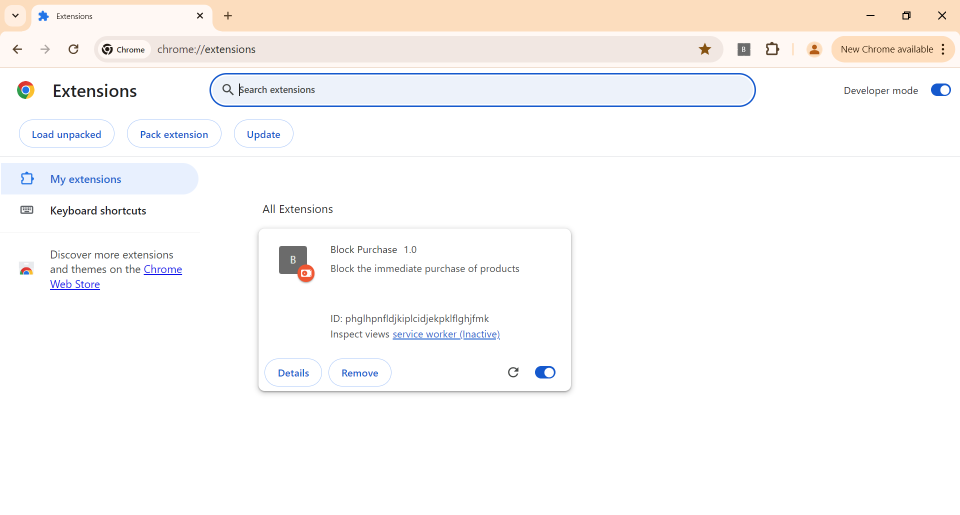 Extensions
Chrome
chrome://extensions
B
New Chrome available
Extensions
Search extensions
Developer mode
Load unpacked
Pack extension
Update
My extensions
Keyboard shortcuts
Discover more extensions
and themes on the Chrome
Web Store
All Extensions
B
Block Purchase 1.0
Block the immediate purchase of products
ID: phglhpnfldjkiplcidjekpklflghjfmk
Inspect views service worker (Inactive)
Details
Remove